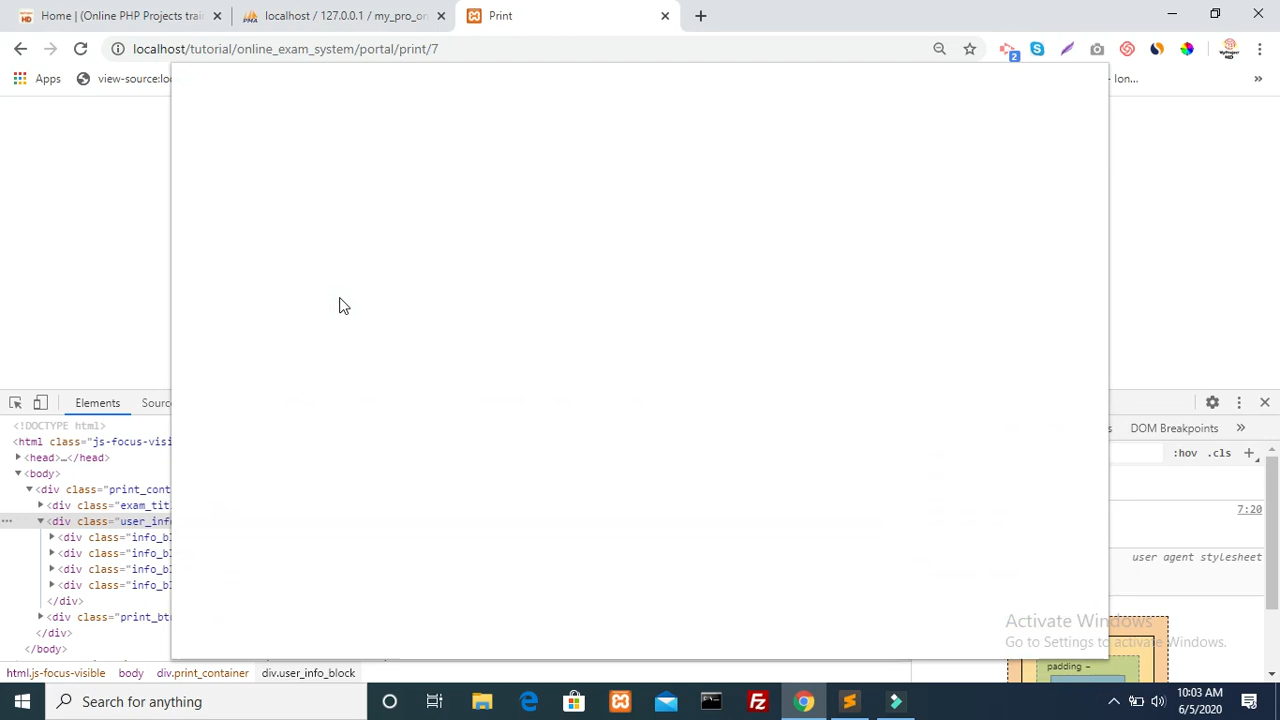 Home | (Online PHP Projects trai
localhost / 127.0.0.1 / my_pro_on
Print
localhost/tutorial/online_exam_system/portal/print/7
2
Apps
view-source:loc
- lon...
»
Elements
Sourc
<!DOCTYPE html>
<html class="js-focus-visi
<head>…</head>
<body>
<div class="print_cont
<div class="exam_tit
<div class="user_info
<div class="info_bl
<div class="info_bl
<div class="info_bl
<div class="info_bl
</div>
<div class="print_bt
</div>
</body>
DOM Breakpoints
»
:hov .cls +
7:20
user agent stylesheet
padding -
html.js-focus-visible body div.print_container div.user_info_block
Activate Windows
Go to Settings to activate Windows.
Search for anything
10:03 AM
6/5/2020